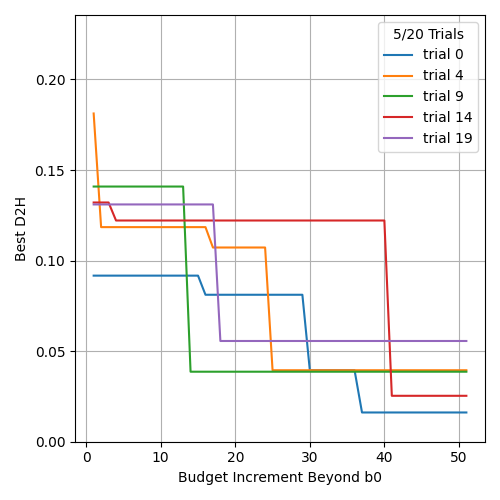 5/20 Trials
trial 0
trial 4
trial 9
trial 14
trial 19
Best D2H
0.20
0.15
0.10
0.05
0.00
0 10 20 30 40 50
Budget Increment Beyond b0